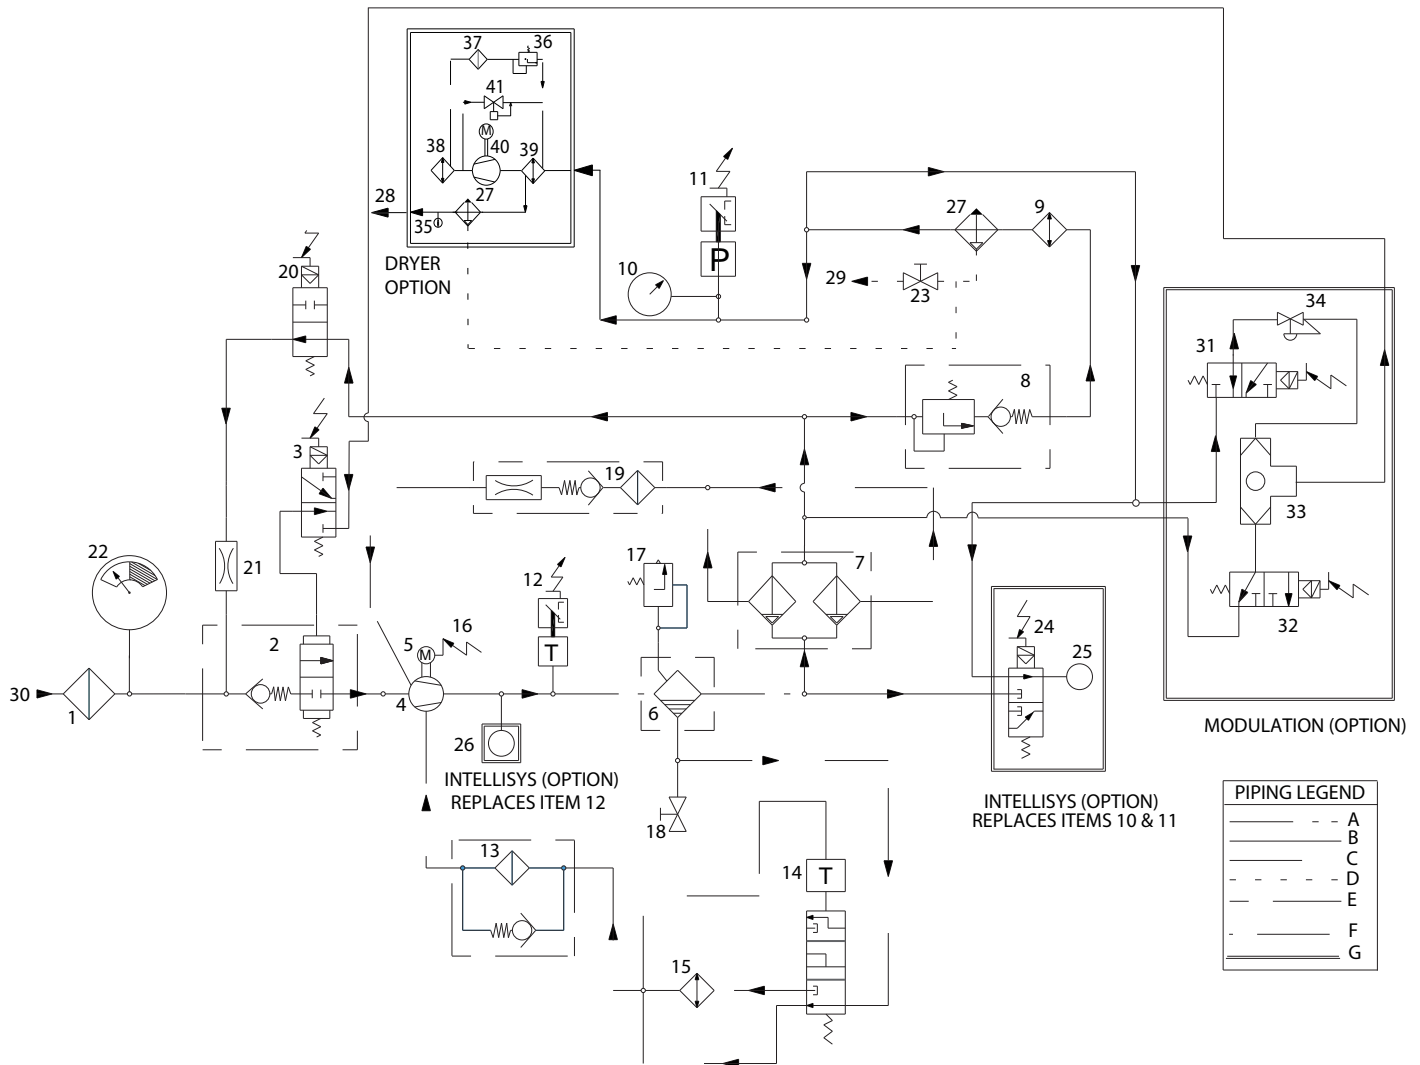 37
36
41
M
38
40
39
28
27
35
DRYER
OPTION
11
P
10
27
9
29
23
20
34
31
8
3
19
33
22
21
17
7
12
T
32
2
5
M
16
24
25
30
1
4
6
26
MODULATION (OPTION)
INTELLISYS (OPTION)
REPLACES ITEM 12
18
INTELLISYS (OPTION)
REPLACES ITEMS 10 & 11
13
14
T
15
PIPING LEGEND
A
B
C
D
E
F
G